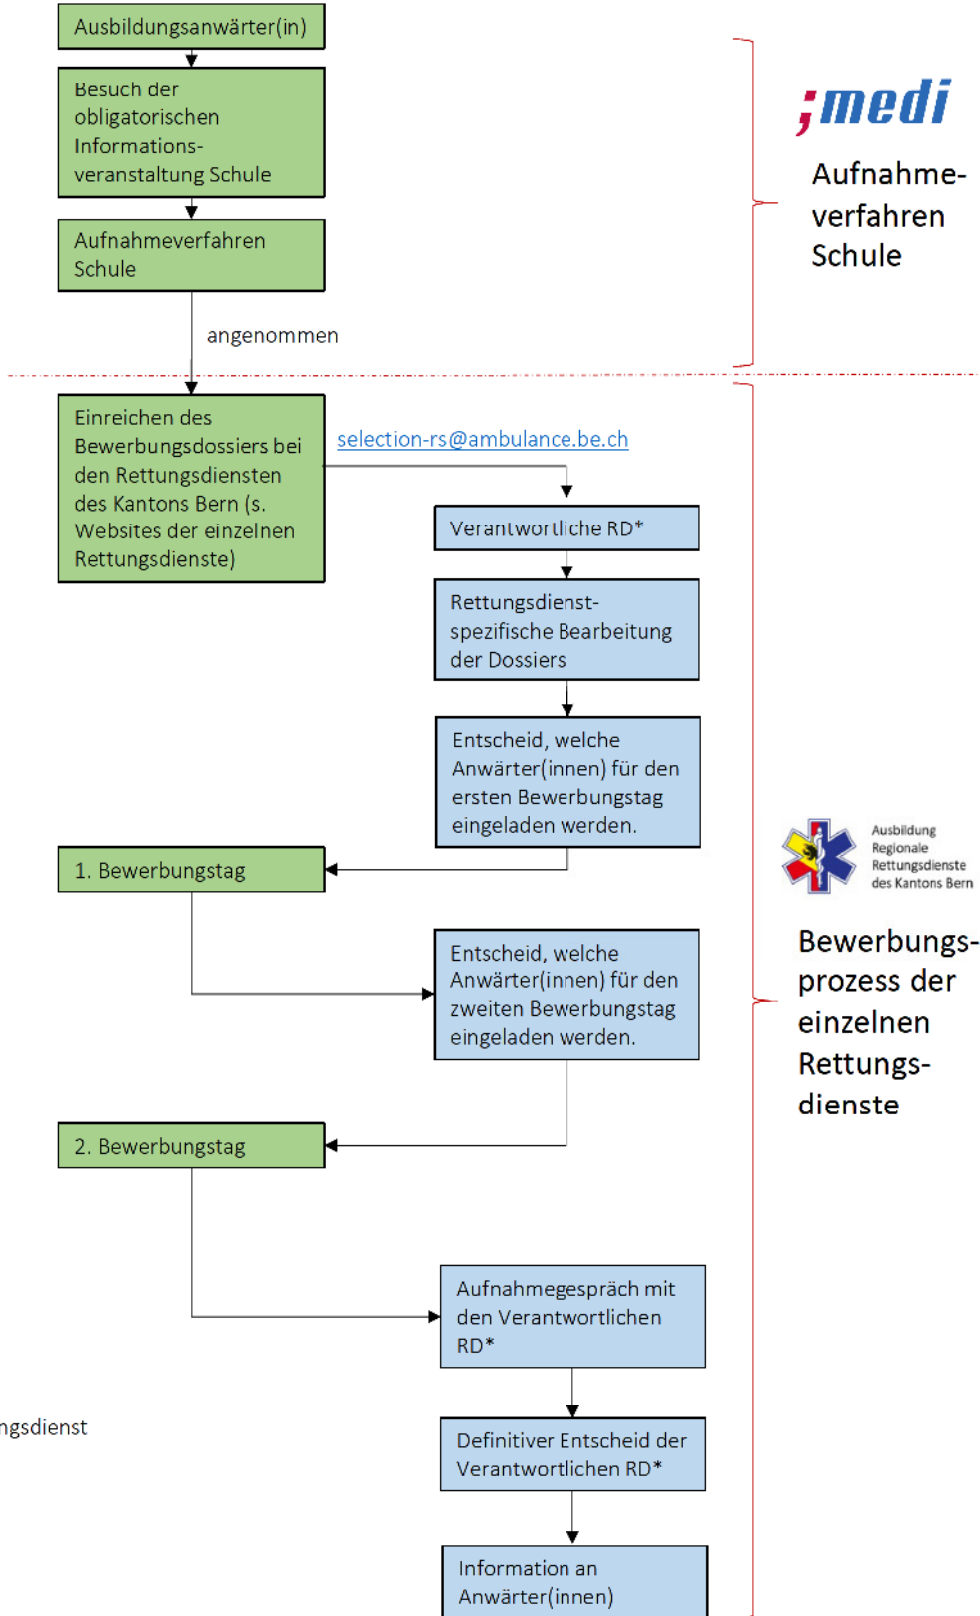 Ausbildungsanwärter(in)
Besuch der
obligatorischen
Informations-
veranstaltung Schule
Aufnahmeverfahren
Schule
angenommen
;medi
Aufnahme-
verfahren
Schule
Einreichen des
Bewerbungsdossiers bei
den Rettungsdiensten
des Kantons Bern (s.
Websites der einzelnen
Rettungsdienste)
selection-rs@ambulance.be.ch
Verantwortliche RD*
Rettungsdienst-
spezifische Bearbeitung
der Dossiers
Entscheid, welche
Anwärter(innen) für den
ersten Bewerbungstag
eingeladen werden.
1. Bewerbungstag
Entscheid, welche
Anwärter(innen) für den
zweiten Bewerbungstag
eingeladen werden.
2. Bewerbungstag
Ausbildung
Regionale
Rettungsdienste
des Kantons Bern
Bewerbungs-
prozess der
einzelnen
Rettungs-
dienste
Aufnahmegespräch mit
den Verantwortlichen
RD*
ngsdienst
Definitiver Entscheid der
Verantwortlichen RD*
Information an
Anwärter(innen)